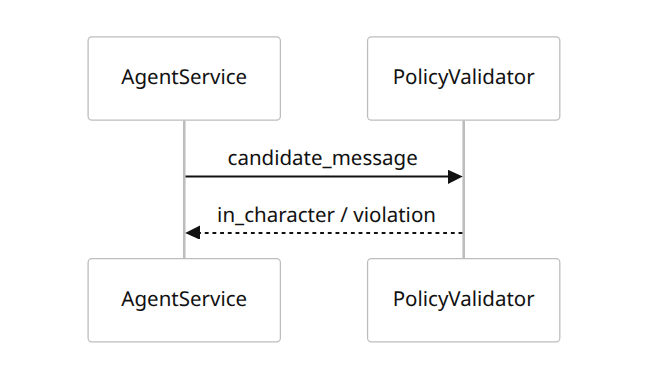 AgentService
PolicyValidator
candidate_message
in_character / violation
AgentService
PolicyValidator